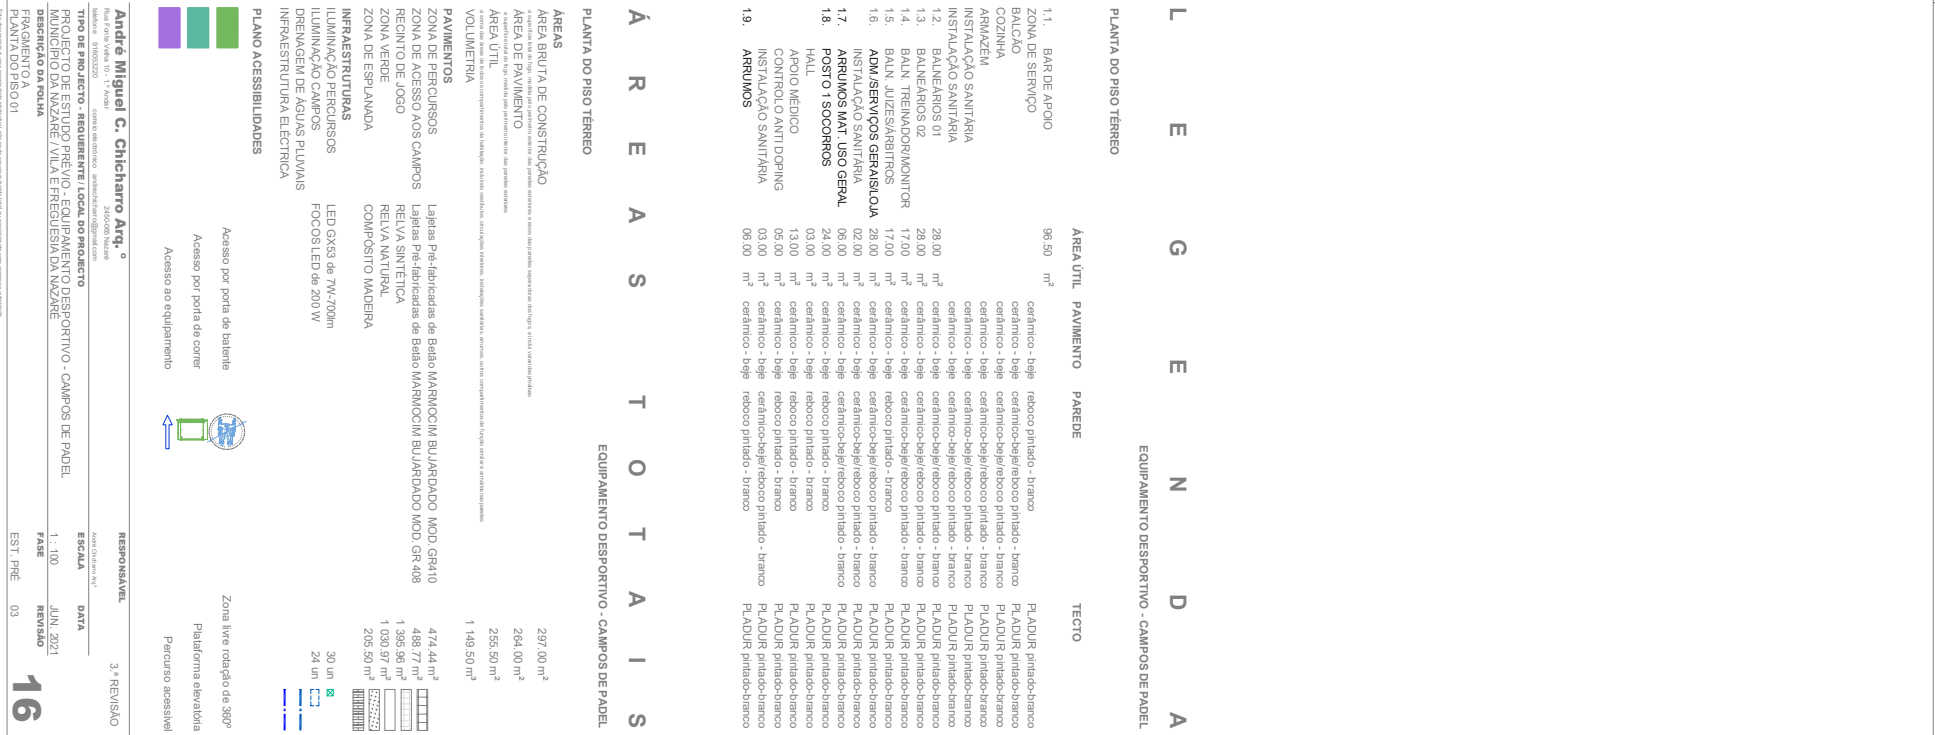 L E G E N D A
EQUIPAMENTO DESPORTIVO - CAMPOS DE PADEL
PLANTA DO PISO TÉRREO
ÁREA ÚTIL PAVIMENTO PAREDE TECTO
1.1. BAR DE APOIO 96.50 m²
ZONA DE SERVIÇO cerâmico - beje reboco pintado - branco PLADUR pintado-branco
BALCÃO cerâmico - beje cerâmico-beje/reboco pintado - branco PLADUR pintado-branco
COZINHA cerâmico - beje cerâmico-beje/reboco pintado - branco PLADUR pintado-branco
ARMAZÉM cerâmico - beje cerâmico-beje/reboco pintado - branco PLADUR pintado-branco
INSTALAÇÃO SANITÁRIA cerâmico - beje cerâmico-beje/reboco pintado - branco PLADUR pintado-branco
INSTALAÇÃO SANITÁRIA cerâmico - beje cerâmico-beje/reboco pintado - branco PLADUR pintado-branco
1.2. BALNEÁRIOS 01 28.00 m² cerâmico - beje cerâmico-beje/reboco pintado - branco PLADUR pintado-branco
1.3. BALNEÁRIOS 02 28.00 m² cerâmico - beje cerâmico-beje/reboco pintado - branco PLADUR pintado-branco
1.4. BALN. TREINADOR/MONITOR 17.00 m² cerâmico - beje cerâmico-beje/reboco pintado - branco PLADUR pintado-branco
1.5. BALN. JUIZES/ÁRBITROS 17.00 m² cerâmico - beje reboco pintado - branco PLADUR pintado-branco
1.6. ADM./SERVIÇOS GERAIS/LOJA 28.00 m² cerâmico - beje cerâmico-beje/reboco pintado - branco PLADUR pintado-branco
INSTALAÇÃO SANITÁRIA 02.00 m² cerâmico - beje cerâmico-beje/reboco pintado - branco PLADUR pintado-branco
1.7. ARRUMOS MAT . USO GERAL 06.00 m² cerâmico - beje cerâmico-beje/reboco pintado - branco PLADUR pintado-branco
1.8. POSTO 1 SOCORROS 24.00 m² cerâmico - beje reboco pintado - branco PLADUR pintado-branco
HALL 03.00 m² cerâmico - beje reboco pintado - branco PLADUR pintado-branco
APOIO MÉDICO 13.00 m² cerâmico - beje reboco pintado - branco PLADUR pintado-branco
CONTROLO ANTI DOPING 05.00 m² cerâmico - beje reboco pintado - branco PLADUR pintado-branco
INSTALAÇÃO SANITÁRIA 03.00 m² cerâmico - beje cerâmico-beje/reboco pintado - branco PLADUR pintado-branco
1.9. ARRUMOS 06.00 m² cerâmico - beje reboco pintado - branco PLADUR pintado-branco
Á R E A S T O T A I S
EQUIPAMENTO DESPORTIVO - CAMPOS DE PADEL
PLANTA DO PISO TÉRREO
ÁREAS
ÁREA BRUTA DE CONSTRUÇÃO 297.00 m²
ÁREA DE PAVIMENTO 264.00 m²
ÁREA ÚTIL 255.50 m²
VOLUMETRIA 1 149.50 m³
PAVIMENTOS
ZONA DE PERCURSOS Lajetas Pré-fabricadas de Betão MARMOCIM BUJARDADO MOD. GR410 474.44 m²
ZONA DE ACESSO AOS CAMPOS Lajetas Pré-fabricadas de Betão MARMOCIM BUJARDADO MOD. GR 408 488.77 m²
RECINTO DE JOGO RELVA SINTÉTICA 1 395.96 m²
ZONA VERDE RELVA NATURAL 1 030.97 m²
ZONA DE ESPLANADA COMPÓSITO MADEIRA 205.50 m²
INFRAESTRUTURAS
ILUMINAÇÃO PERCURSOS LED GX53 de 7W-700lm 30 un
ILUMINAÇÃO CAMPOS FOCOS LED de 200 W 24 un
DRENAGEM DE ÁGUAS PLUVIAIS
INFRAESTRUTURA ELÉCTRICA
PLANO ACESSIBILIDADES
Acesso por porta de batente Zona livre rotação de 360º
Acesso por porta de correr Plataforma elevatória
Acesso ao equipamento Percurso acessível
André Miguel C. Chicharro Arq. º RESPONSÁVEL 3.ª REVISÃO
Rua Fonte Velha 10 - 1.º Andar 2450-065 Nazaré
telefone 916053220 correio electrónico andrechicharro@gmail.com André Chicharro Arq.º
TIPO DE PROJECTO - REQUERENTE / LOCAL DO PROJECTO ESCALA DATA
PROJECTO DE ESTUDO PRÉVIO - EQUIPAMENTO DESPORTIVO - CAMPOS DE PADEL
MUNICÍPIO DA NAZARÉ / VILA E FREGUESIA DA NAZARÉ 1 : 100 JUN. 2021
DESCRIÇÃO DA FOLHA FASE REVISÃO
FRAGMENTO A
PLANTA DO PISO 01 EST. PRÉ 03 16